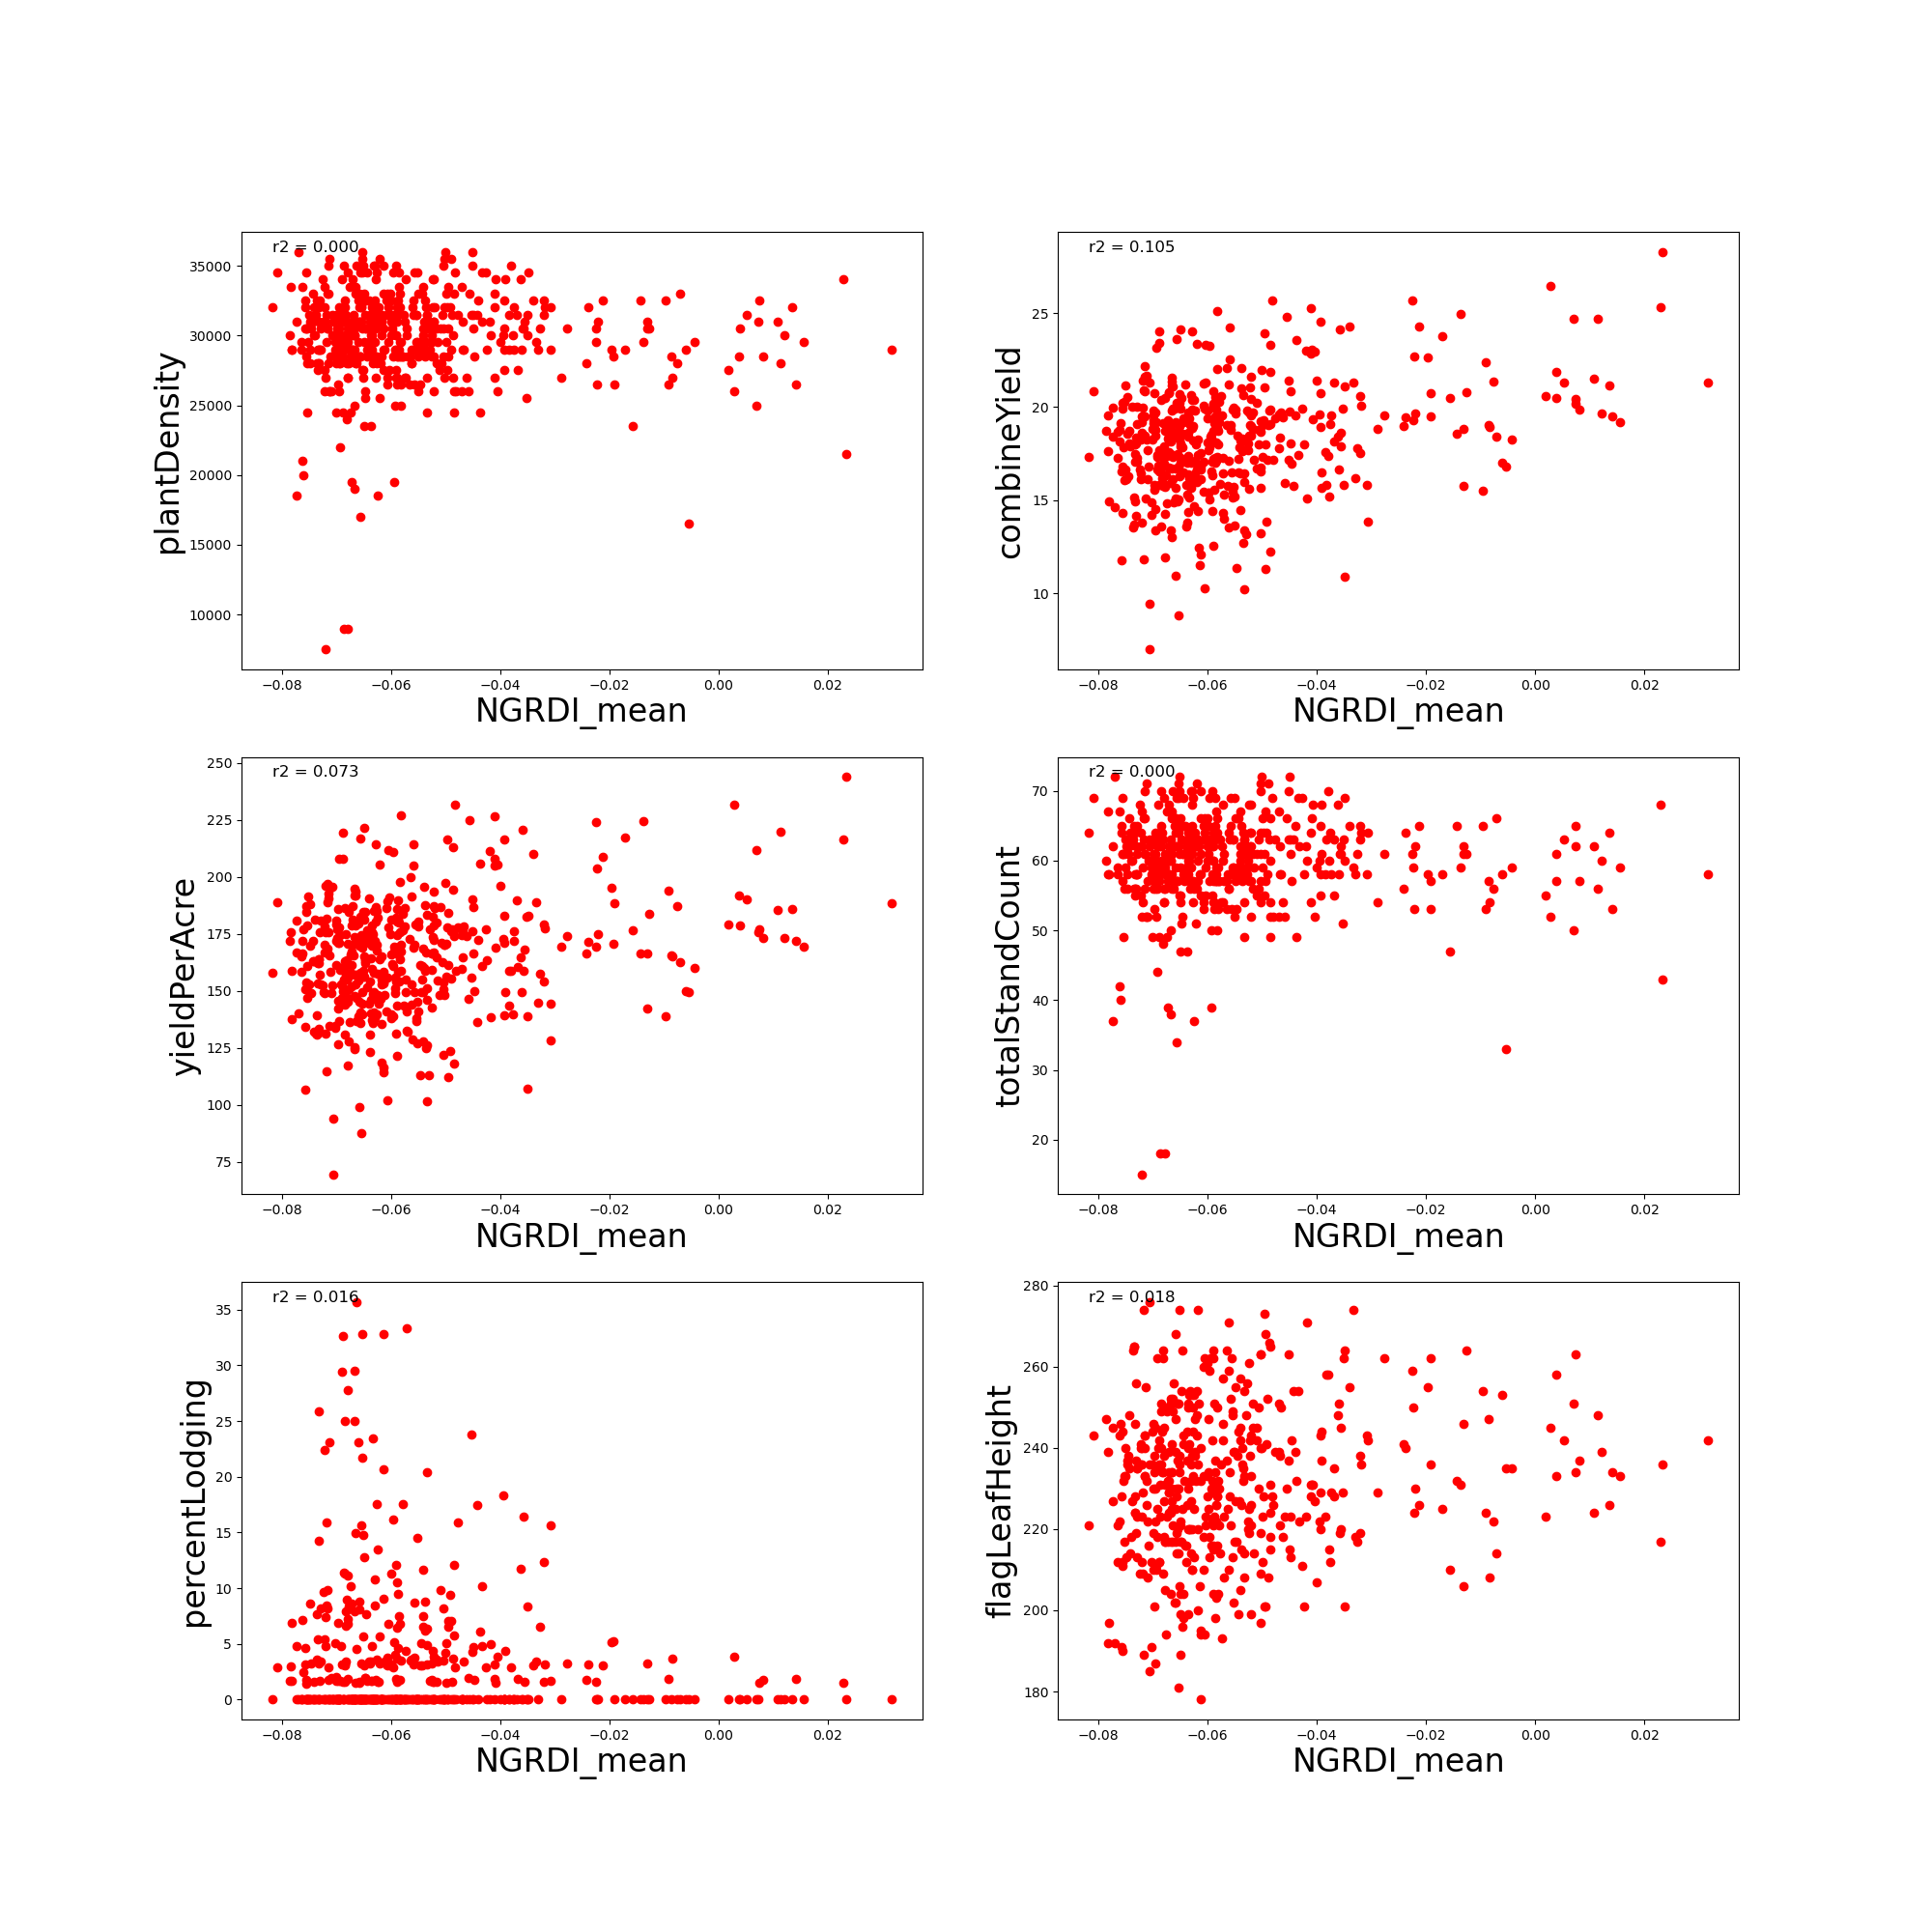 r2 = 0.000
plantDensity
35000
30000
25000
20000
15000
10000
−0.08 −0.06 −0.04 −0.02 0.00 0.02
NGRDI_mean
r2 = 0.105
combineYield
25
20
15
10
−0.08 −0.06 −0.04 −0.02 0.00 0.02
NGRDI_mean
r2 = 0.073
yieldPerAcre
250
225
200
175
150
125
100
75
−0.08 −0.06 −0.04 −0.02 0.00 0.02
NGRDI_mean
r2 = 0.000
totalStandCount
70
60
50
40
30
20
−0.08 −0.06 −0.04 −0.02 0.00 0.02
NGRDI_mean
r2 = 0.016
percentLodging
35
30
25
20
15
10
5
0
−0.08 −0.06 −0.04 −0.02 0.00 0.02
NGRDI_mean
r2 = 0.018
flagLeafHeight
280
260
240
220
200
180
−0.08 −0.06 −0.04 −0.02 0.00 0.02
NGRDI_mean